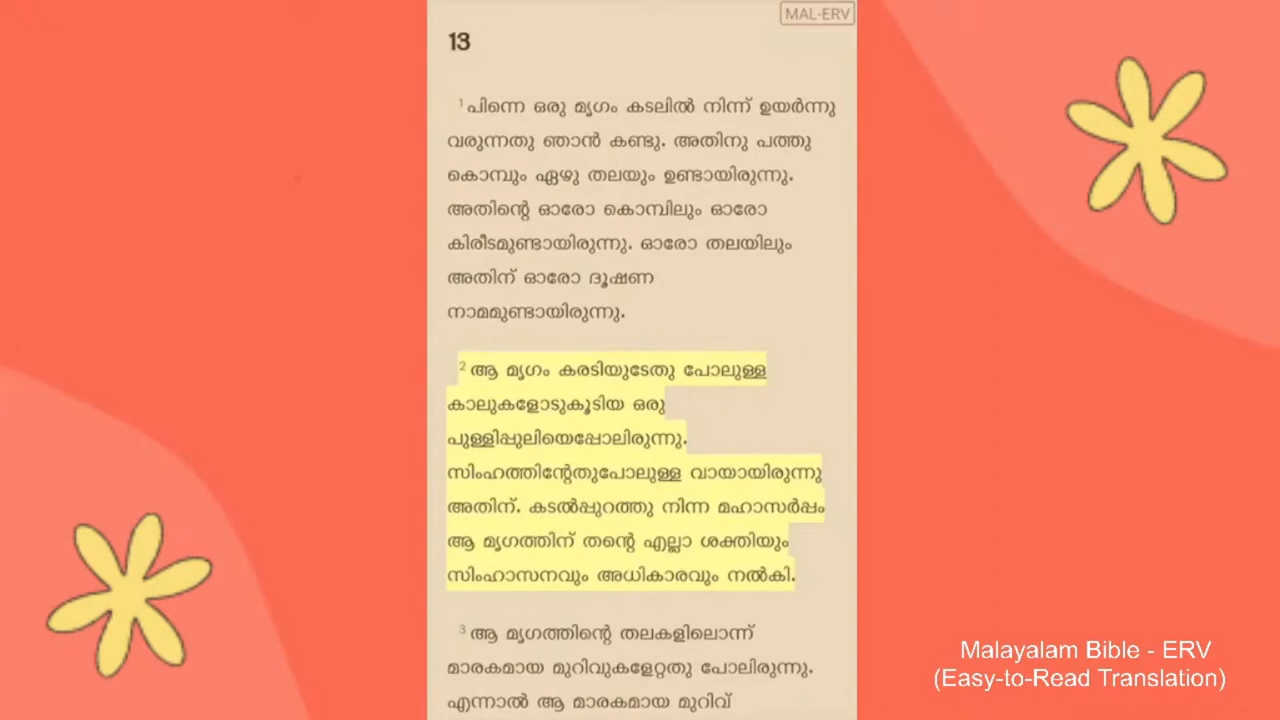 MAL-ERV
13
1 പിന്നെ ഒരു മൃഗം കടലിൽ നിന്ന് ഉയർന്നു
വരുന്നതു ഞാൻ കണ്ടു. അതിനു പത്തു
കൊമ്പും ഏഴു തലയും ഉണ്ടായിരുന്നു.
അതിന്റെ ഓരോ കൊമ്പിലും ഓരോ
കിരീടമുണ്ടായിരുന്നു. ഓരോ തലയിലും
അതിന് ഓരോ ദൂഷണ
നാമമുണ്ടായിരുന്നു.
2 ആ മൃഗം കരടിയുടേതു പോലുള്ള
കാലുകളോടുകൂടിയ ഒരു
പുള്ളിപ്പുലിയെപ്പോലിരുന്നു.
സിംഹത്തിന്റേതുപോലുള്ള വായായിരുന്നു
അതിന്. കടൽപ്പുറത്തു നിന്ന മഹാസർപ്പം
ആ മൃഗത്തിന് തന്റെ എല്ലാ ശക്തിയും
സിംഹാസനവും അധികാരവും നൽകി.
3 ആ മൃഗത്തിന്റെ തലകളിലൊന്ന്
മാരകമായ മുറിവുകളേറ്റതു പോലിരുന്നു.
എന്നാൽ ആ മാരകമായ മുറിവ്
Malayalam Bible - ERV
(Easy-to-Read Translation)